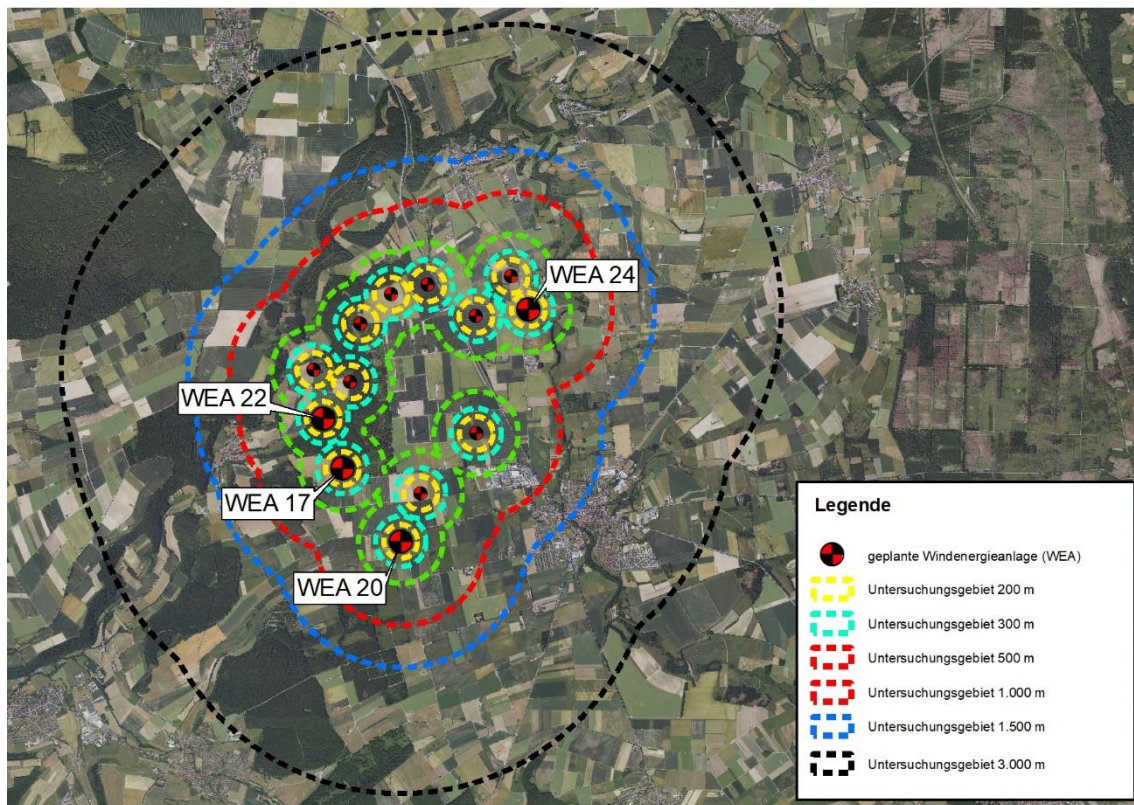 WEA 24
WEA 22
WEA 17
WEA 20
Legende
geplante Windenergieanlage (WEA)
Untersuchungsgebiet 200 m
Untersuchungsgebiet 300 m
Untersuchungsgebiet 500 m
Untersuchungsgebiet 1.000 m
Untersuchungsgebiet 1.500 m
Untersuchungsgebiet 3.000 m